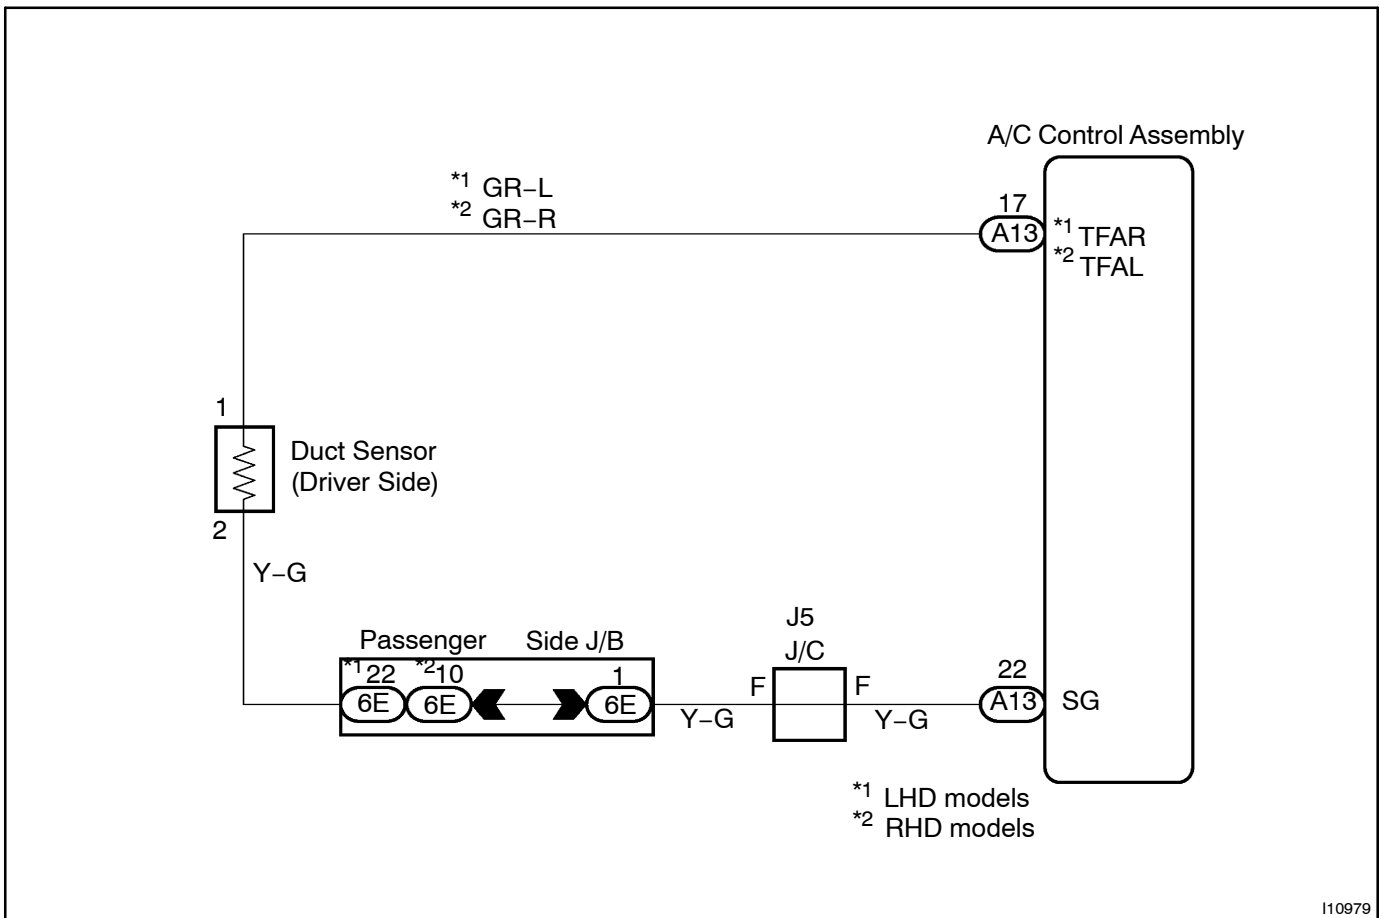 A/C Control Assembly
*1 GR−L
*2 GR−R
17
A13
*1 TFAR
*2 TFAL
1
Duct Sensor
(Driver Side)
2
Y−G
Passenger Side J/B
*1 22
*2 10
1
6E
6E
6E
Y−G
J5
J/C
F
F
Y−G
22
A13
SG
*1 LHD models
*2 RHD models
I10979